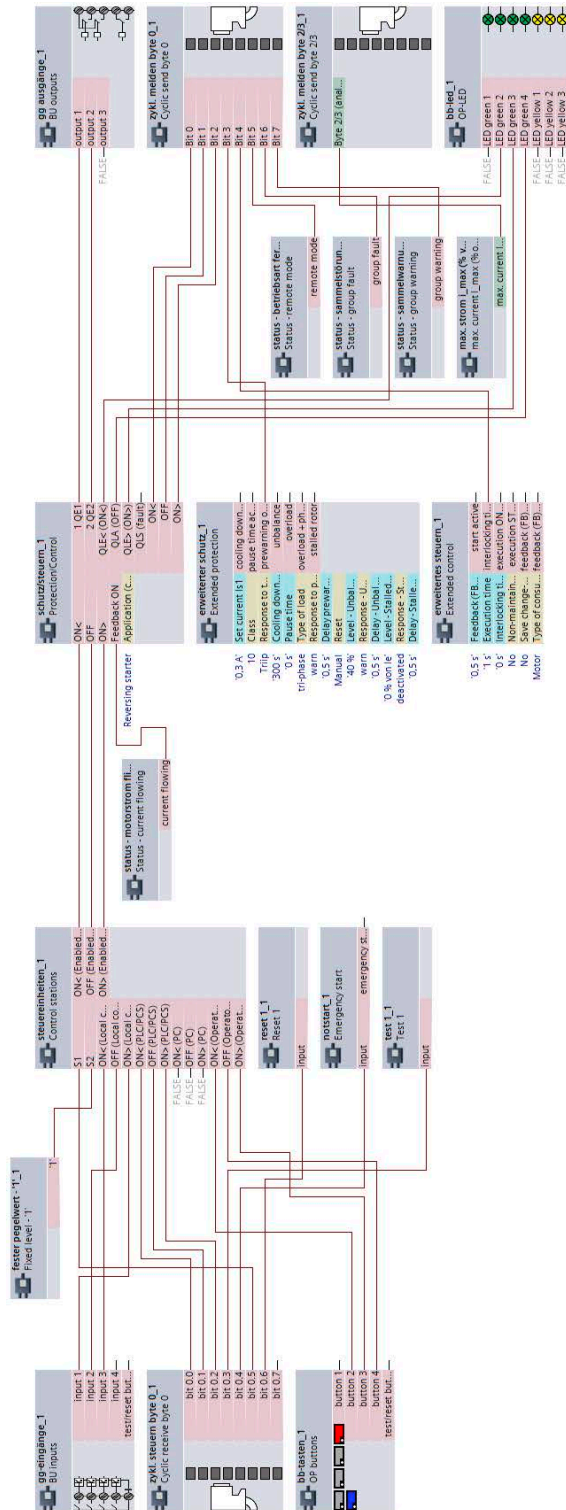 gg-eingänge_1
BU inputs
input 1
input 2
input 3
input 4
test/reset but...
zykl. steuern byte 0_1
Cyclic receive byte 0
bit 0.0
bit 0.1
bit 0.2
bit 0.3
bit 0.4
bit 0.5
bit 0.6
bit 0.7
bb-tasten_1
OP buttons
button 1
button 2
button 3
button 4
test/reset but...
fester pegelwert - '1'_1
Fixed level - '1'
'1'
steuereinheiten_1
Control stations
S1
S2
ON< (Local c...
OFF (Local co...
ON> (Local c...
ON< (PLC/PCS)
OFF (PLC/PCS)
ON> (PLC/PCS)
FALSE
ON< (PC)
FALSE
OFF (PC)
FALSE
ON> (PC)
ON< (Operat...
OFF (Operato...
ON> (Operat...
ON< (Enabled...
OFF (Enabled...
ON> (Enabled...
reset 1_1
Reset 1
input
notstart_1
Emergency start
input
emergency st...
test 1_1
Test 1
input
status - motorstrom fli...
Status - current flowing
current flowing
schutz/steuern_1
Protection/Control
ON<
OFF
ON>
Feedback ON
Reversing starter
Application (C...
1 QE1
2 QE2
QLE< (ON<)
QLA (OFF)
QLE> (ON>)
QLS (fault)
ON<
OFF
ON>
erweiterter schutz_1
Extended protection
'0,3 A'
Set current Is1
10
Class
Triip
Response to t...
'300 s'
Cooling down...
'0 s'
Pause time
tri-phase
Type of load
warn
Response to p...
'0,5 s'
Delay prewar...
Manual
Reset
'40 %'
Level - Unbal...
warn
Response - U...
'0,5 s'
Delay - Unbal...
'0 % von Ie'
Level - Stalled...
deactivated
Response - St...
'0,5 s'
Delay - Stalle...
cooling down...
pause time ac...
prewarning o...
unbalance
overload
overload + ph...
stalled rotor
erweitertes steuern_1
Extended control
'0,5 s'
Feedback (FB...
'1 s'
Execution time
'0 s'
Interlocking ti...
No
Non-maintain...
No
Save change-...
Motor
Type of consu...
start active
interlocking ti...
execution ON...
execution ST...
feedback (FB)...
feedback (FB)...
status - betriebsart fer...
Status - remote mode
remote mode
status - sammelstörun...
Status - group fault
group fault
status - sammelwarnu...
Status - group warning
group warning
max. strom i_max (% v...
max. current I_max (% o...
max. current I...
gg ausgänge_1
BU outputs
output 1
output 2
FALSE
output 3
zykl. melden byte 0_1
Cyclic send byte 0
Bit 0
Bit 1
Bit 2
Bit 3
Bit 4
Bit 5
Bit 6
Bit 7
zykl. melden byte 2/3_1
Cyclic send byte 2/3
Byte 2/3 (anal...
bb-led_1
OP-LED
FALSE
LED green 1
LED green 2
LED green 3
LED green 4
FALSE
LED yellow 1
FALSE
LED yellow 2
FALSE
LED yellow 3